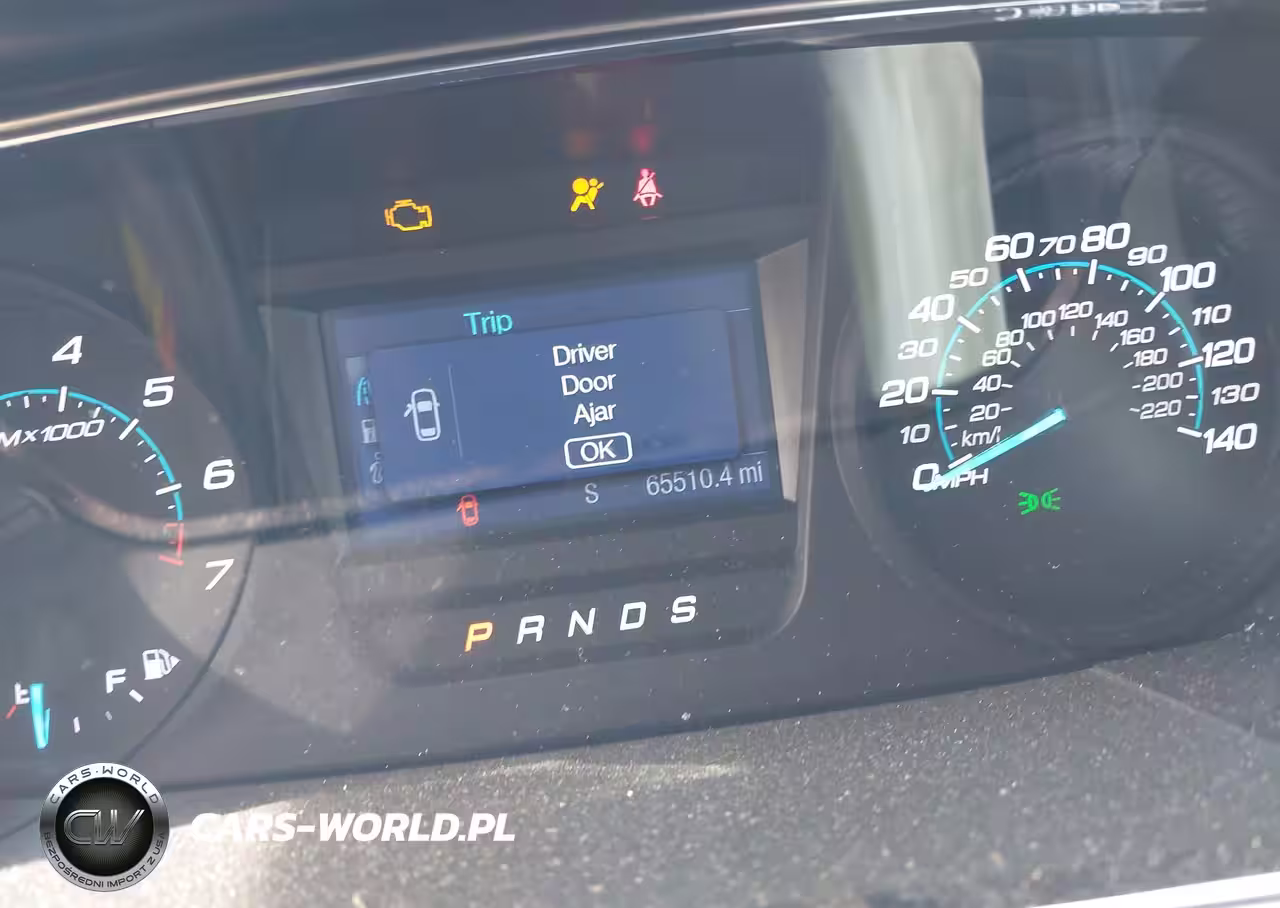 4
5
6
7
Mx1000
F
Trip
Driver
Door
Ajar
OK
S 65510.4 mi
P R N D S
0 10 20 30 40 50 60 70 80 90 100 110 120 130 140
20 40 60 80 100 120 140 160 180 200 220
km/
MPH
CARS-WORLD
CW
BEZPOŚREDNI IMPORT Z USA
CARS-WORLD.PL